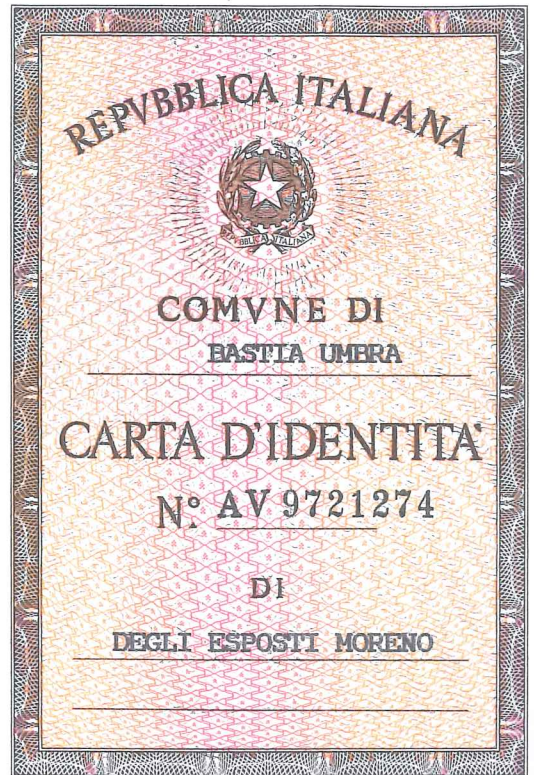 REPVBBLICA ITALIANA
COMVNE DI
BASTIA UMBRA
CARTA D'IDENTITA'
N° AV 9721274
DI
DEGLI ESPOSTI MORENO